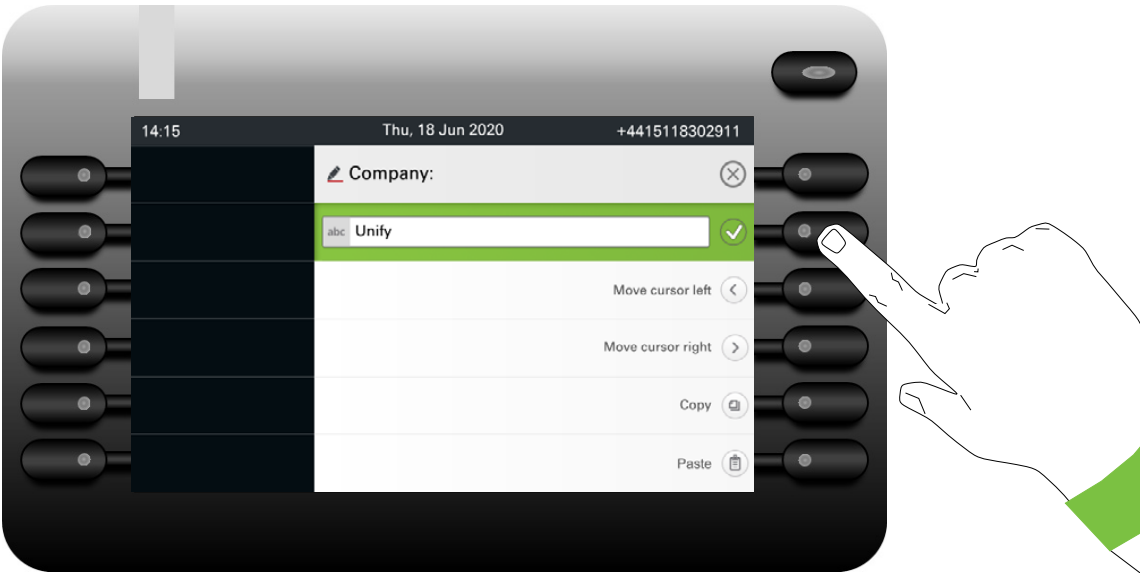 14:15 Thu, 18 Jun 2020 +4415118302911
Company:
abc Unify
Move cursor left
Move cursor right
Copy
Paste